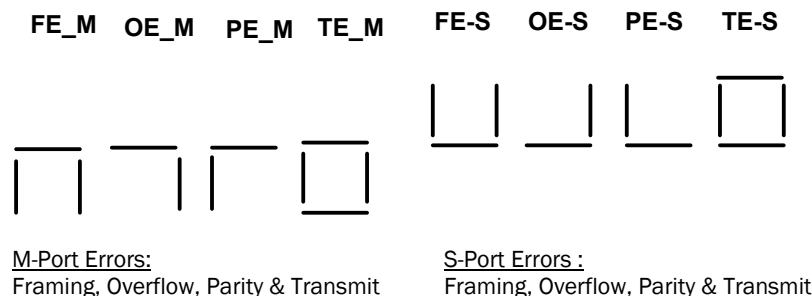 FE_M OE_M PE_M TE_M FE-S OE-S PE-S TE-S
M-Port Errors:
Framing, Overflow, Parity & Transmit
S-Port Errors :
Framing, Overflow, Parity & Transmit